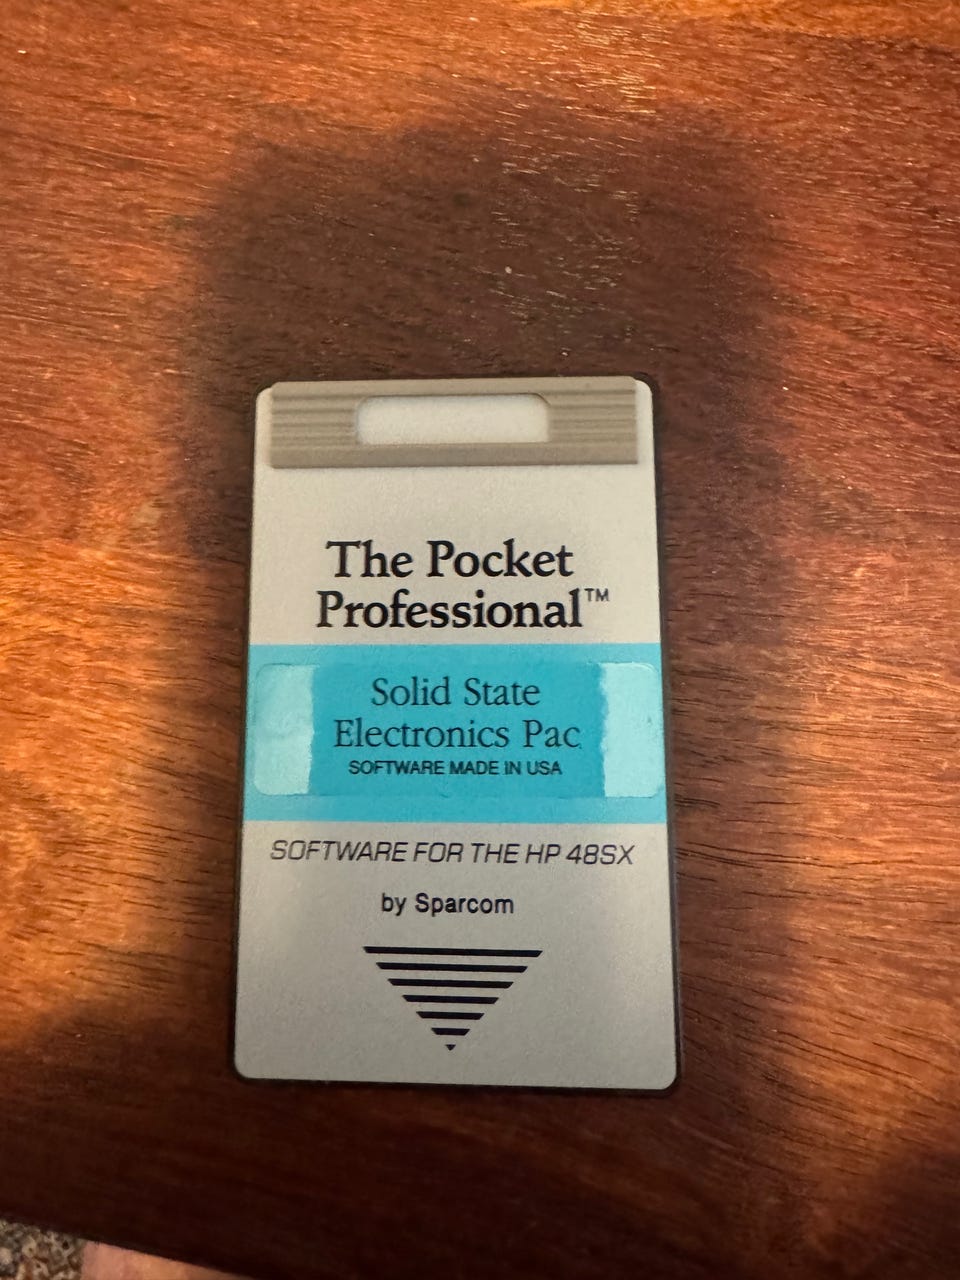 The Pocket
Professional™
Solid State
Electronics Pac
SOFTWARE MADE IN USA
SOFTWARE FOR THE HP 48SX
by Sparcom